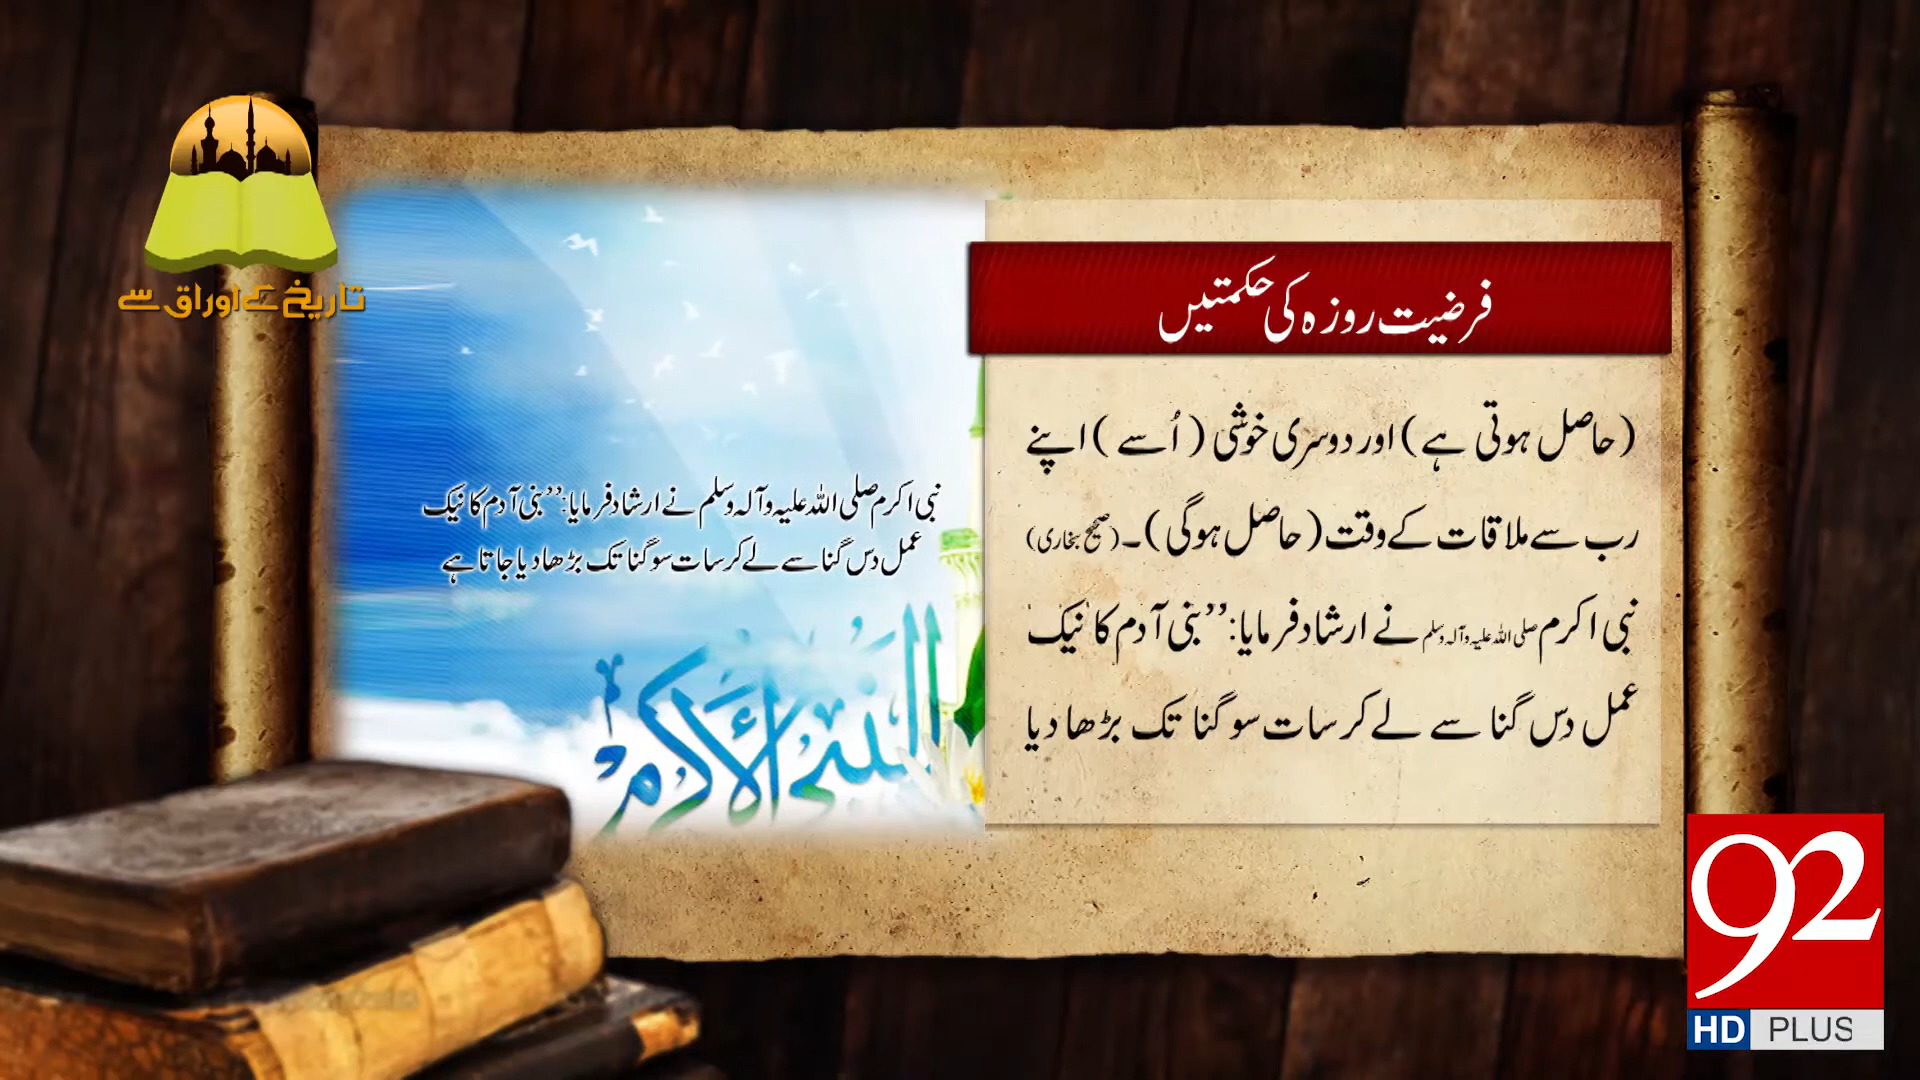 تاریخ کے اوراق سے
فرضیت روزہ کی حکمتیں
(حاصل ہوتی ہے) اور دوسری خوشی (اُسے) اپنے
رب سے ملاقات کے وقت (حاصل ہوگی)۔ (صحیح بخاری)
نبی اکرم صلی اللہ علیہ وآلہ وسلم نے ارشاد فرمایا: ’’بنی آدم کا نیک
عمل دس گنا سے لے کر سات سو گنا تک بڑھا دیا
نبی اکرم صلی اللہ علیہ وآلہ وسلم نے ارشاد فرمایا: ’’بنی آدم کا نیک
عمل دس گنا سے لے کر سات سو گنا تک بڑھا دیا جاتا ہے
النبی الأکرم
92
HD PLUS